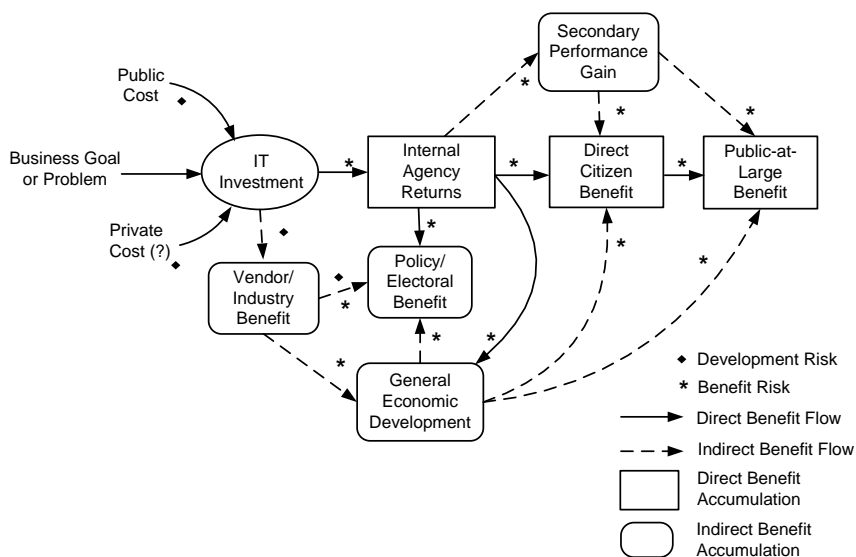 Secondary
Performance
Gain
Public
Cost
Business Goal
or Problem
IT
Investment
Internal
Agency
Returns
Direct
Citizen
Benefit
Public-at-
Large
Benefit
Private
Cost (?)
Vendor/
Industry
Benefit
Policy/
Electoral
Benefit
General
Economic
Development
Development Risk
* Benefit Risk
Direct Benefit Flow
Indirect Benefit Flow
Direct Benefit
Accumulation
Indirect Benefit
Accumulation